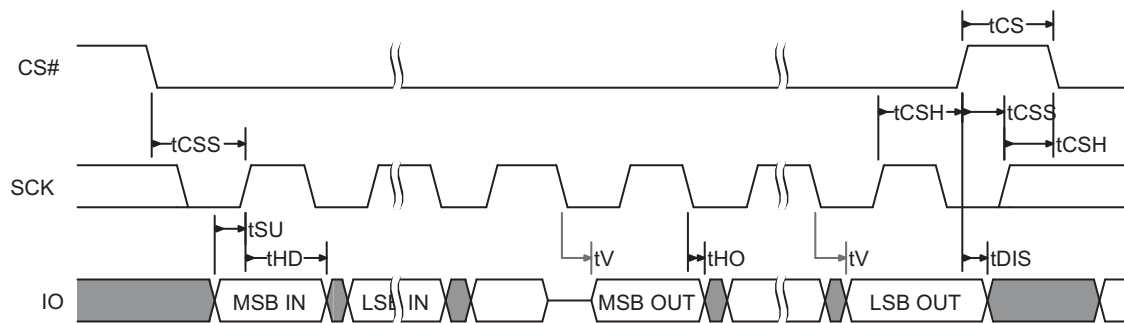 tCS
CS#
tCSH
tCSS
tCSS
tCSH
SCK
tSU
tHD
tV
tHO
tV
tDIS
IO
MSB IN
LSB IN
MSB OUT
LSB OUT